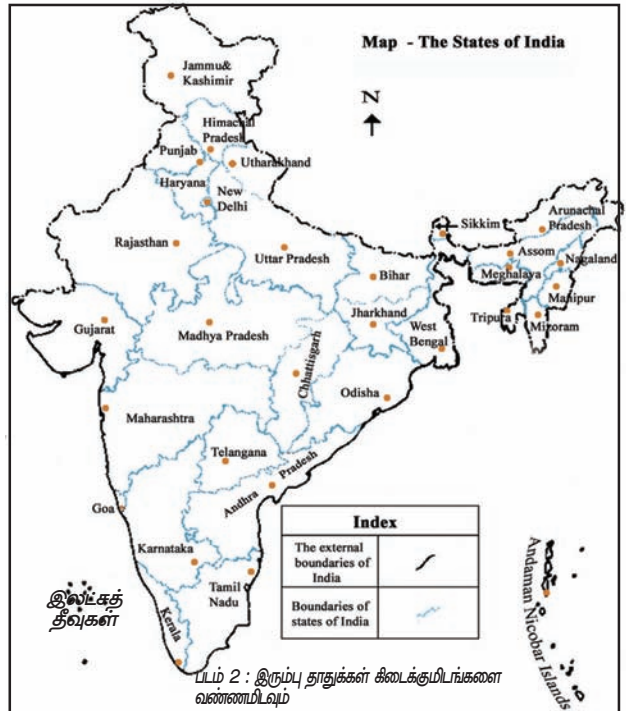 Map - The States of India
N
Jammu&
Kashimir
Himachal
Pradesh
Punjab
Utharakhand
Haryana
New
Delhi
Sikkim
Arunachal
Pradesh
Rajasthan
Uttar Pradesh
Assom
Nagaland
Bihar
Meghalaya
Manipur
Gujarat
Madhya Pradesh
Jharkhand
Tripura
Mizoram
West
Bengal
Chhattisgarh
Odisha
Maharashtra
Telangana
Andhra Pradesh
Goa
Index
The external
boundaries of
India
Boundaries of
states of India
Karnataka
Tamil
Nadu
Kerala
இலட்சத்
தீவுகள்
Andaman Nicobar Islands
படம் 2 : இரும்பு தாதுக்கள் கிடைக்குமிடங்களை
வண்ணமிடவும்